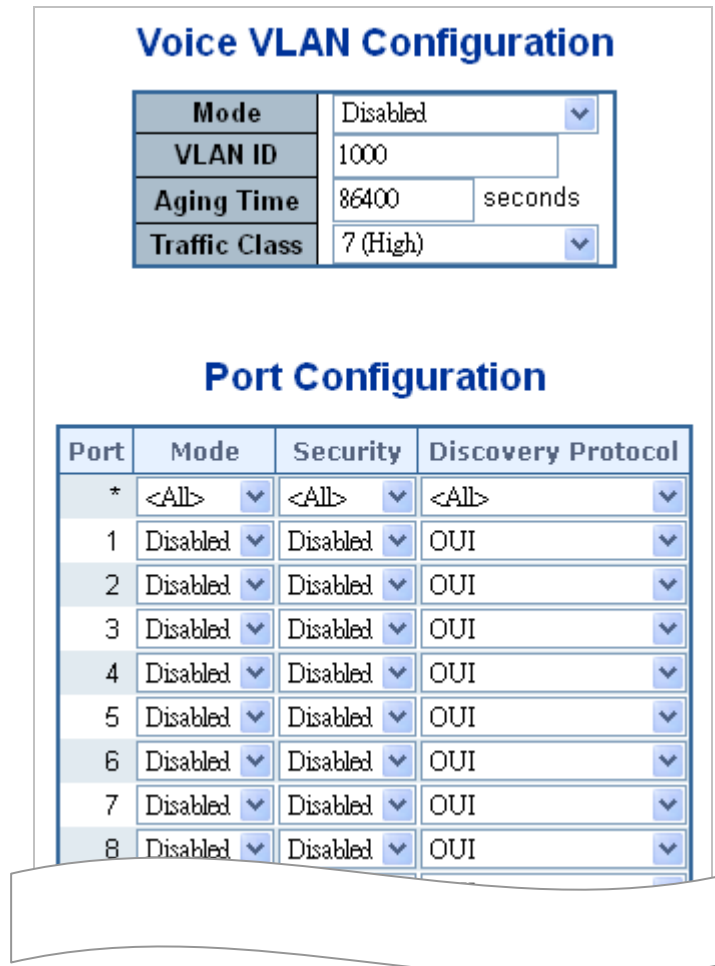 Voice VLAN Configuration
Mode Disabled
VLAN ID 1000
Aging Time 86400 seconds
Traffic Class 7 (High)
Port Configuration
Port Mode Security Discovery Protocol
* <All> <All> <All>
1 Disabled Disabled OUI
2 Disabled Disabled OUI
3 Disabled Disabled OUI
4 Disabled Disabled OUI
5 Disabled Disabled OUI
6 Disabled Disabled OUI
7 Disabled Disabled OUI
8 Disabled Disabled OUI